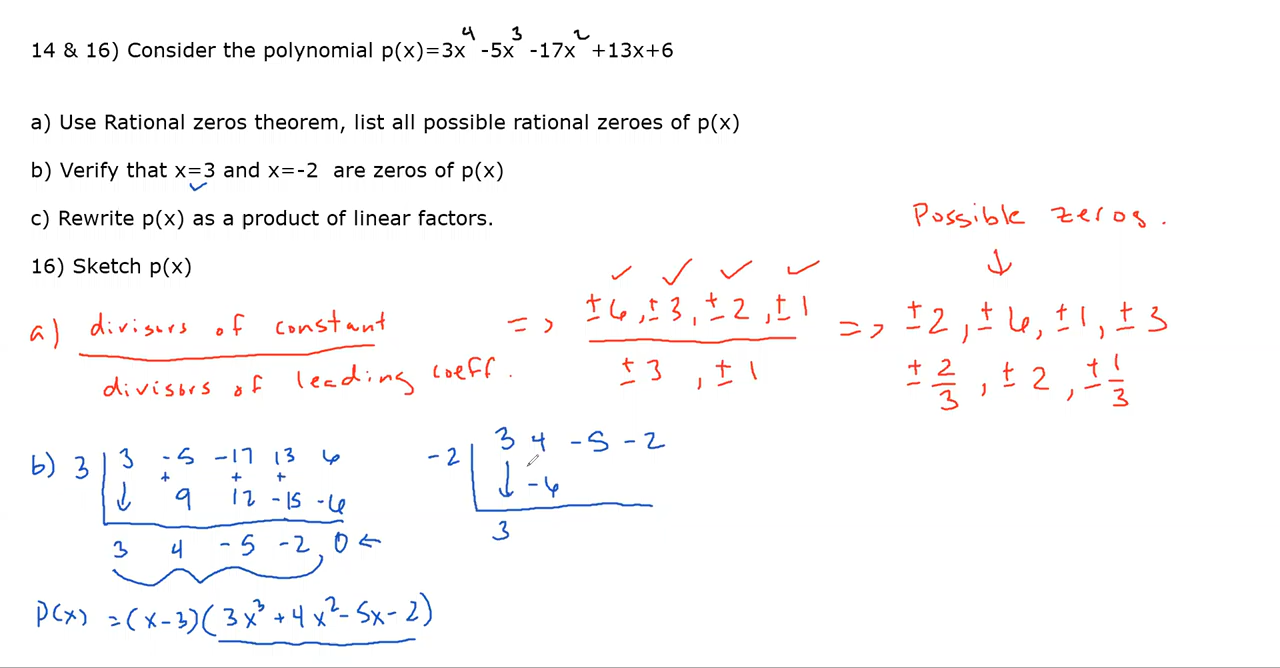 14 & 16) Consider the polynomial p(x)=3x⁴ -5x³ -17x² +13x+6
a) Use Rational zeros theorem, list all possible rational zeroes of p(x)
b) Verify that x=3 and x=-2 are zeros of p(x)
✓
c) Rewrite p(x) as a product of linear factors.
Possible zeros.
↓
16) Sketch p(x)
✓ ✓ ✓ ✓
a) divisors of constant => ±6, ±3, ±2, ±1 => ±2, ±6, ±1, ±3
divisors of leading coeff. ±3, ±1 ±2/3, ±2, ±1/3
b) 3 | 3 -5 -17 13 6
+ + +
↓ 9 12 -15 -6
3 4 -5 -2, 0 ←
-2 | 3 4 -5 -2
↓ -6
3
P(x) = (x-3)(3x³+4x²-5x-2)